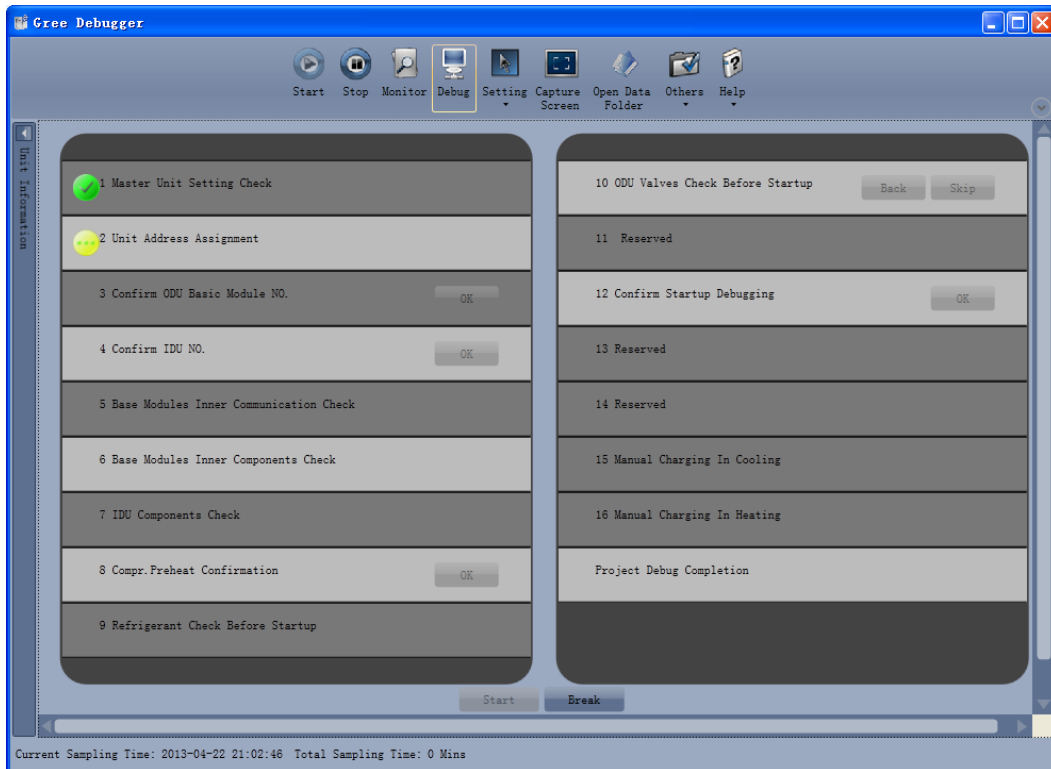 Gree Debugger
Start Stop Monitor Debug Setting Capture Screen Open Data Folder Others Help
Unit Information
1 Master Unit Setting Check
2 Unit Address Assignment
3 Confirm ODU Basic Module NO. OK
4 Confirm IDU NO. OK
5 Base Modules Inner Communication Check
6 Base Modules Inner Components Check
7 IDU Components Check
8 Compr.Preheat Confirmation OK
9 Refrigerant Check Before Startup
10 ODU Valves Check Before Startup Back Skip
11 Reserved
12 Confirm Startup Debugging OK
13 Reserved
14 Reserved
15 Manual Charging In Cooling
16 Manual Charging In Heating
Project Debug Completion
Start Break
Current Sampling Time: 2013-04-22 21:02:46 Total Sampling Time: 0 Mins